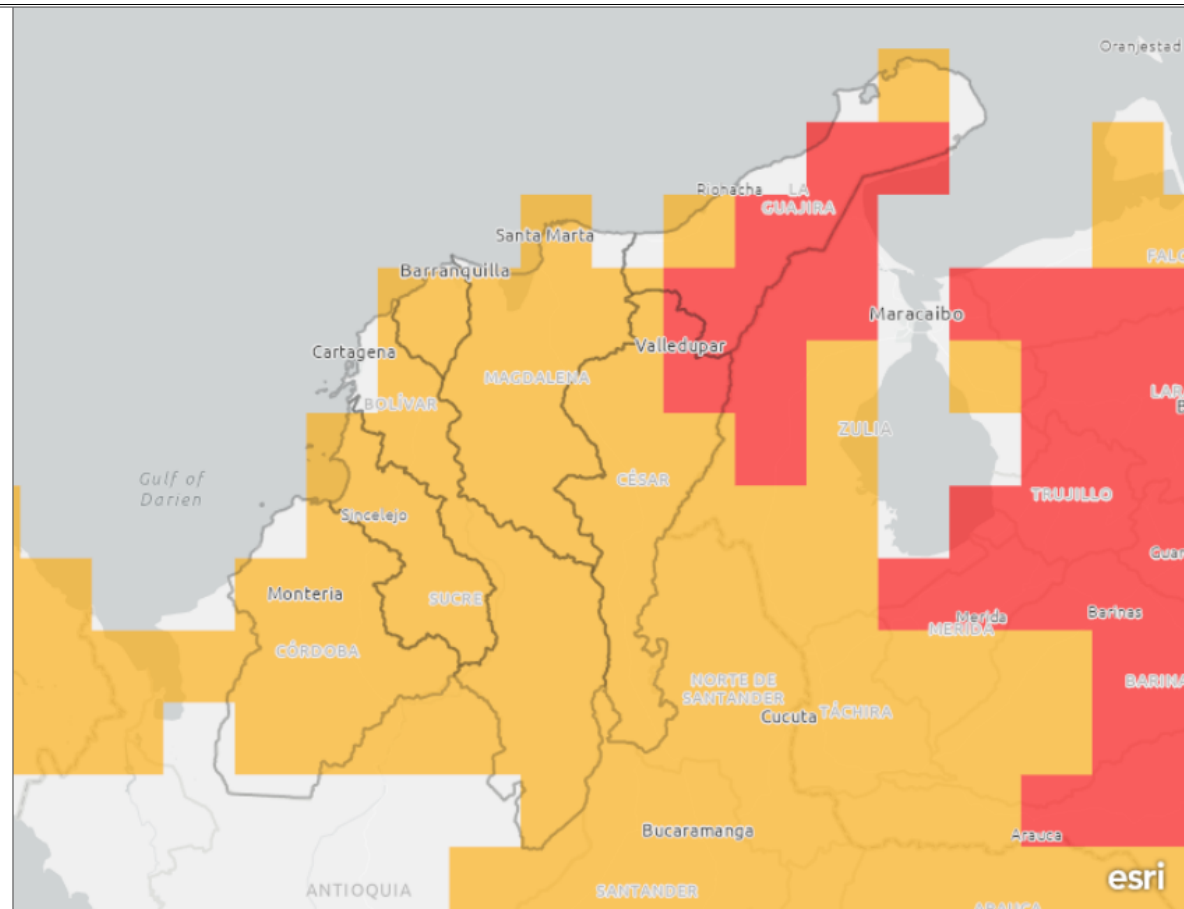 Oranjestad
Riohacha
LA
GUAJIRA
Santa Marta
Barranquilla
Maracaibo
Cartagena
Valledupar
MAGDALENA
BOLÍVAR
ZULIA
Gulf of
Darien
CÉSAR
TRUJILLO
Sincelejo
Monteria
SUCRE
Merida
MÉRIDA
Barinas
CÓRDOBA
NORTE DE
SANTANDER
Cucuta
TÁCHIRA
Bucaramanga
Arauca
esri
ANTIOQUIA
SANTANDER